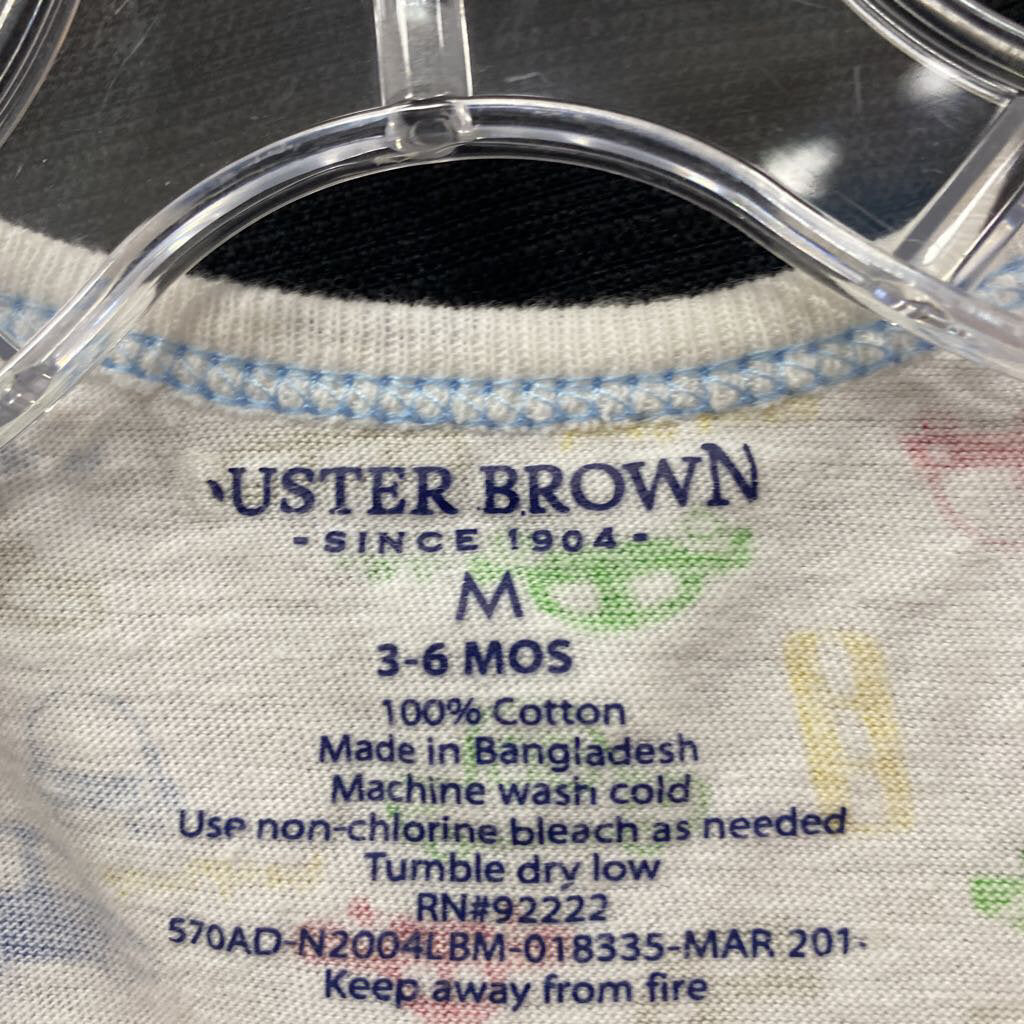 USTER BROWN
- SINCE 1904 -
M
3-6 MOS
100% Cotton
Made in Bangladesh
Machine wash cold
Use non-chlorine bleach as needed
Tumble dry low
RN#92222
570AD-N2004LBM-018335-MAR 201
Keep away from fire